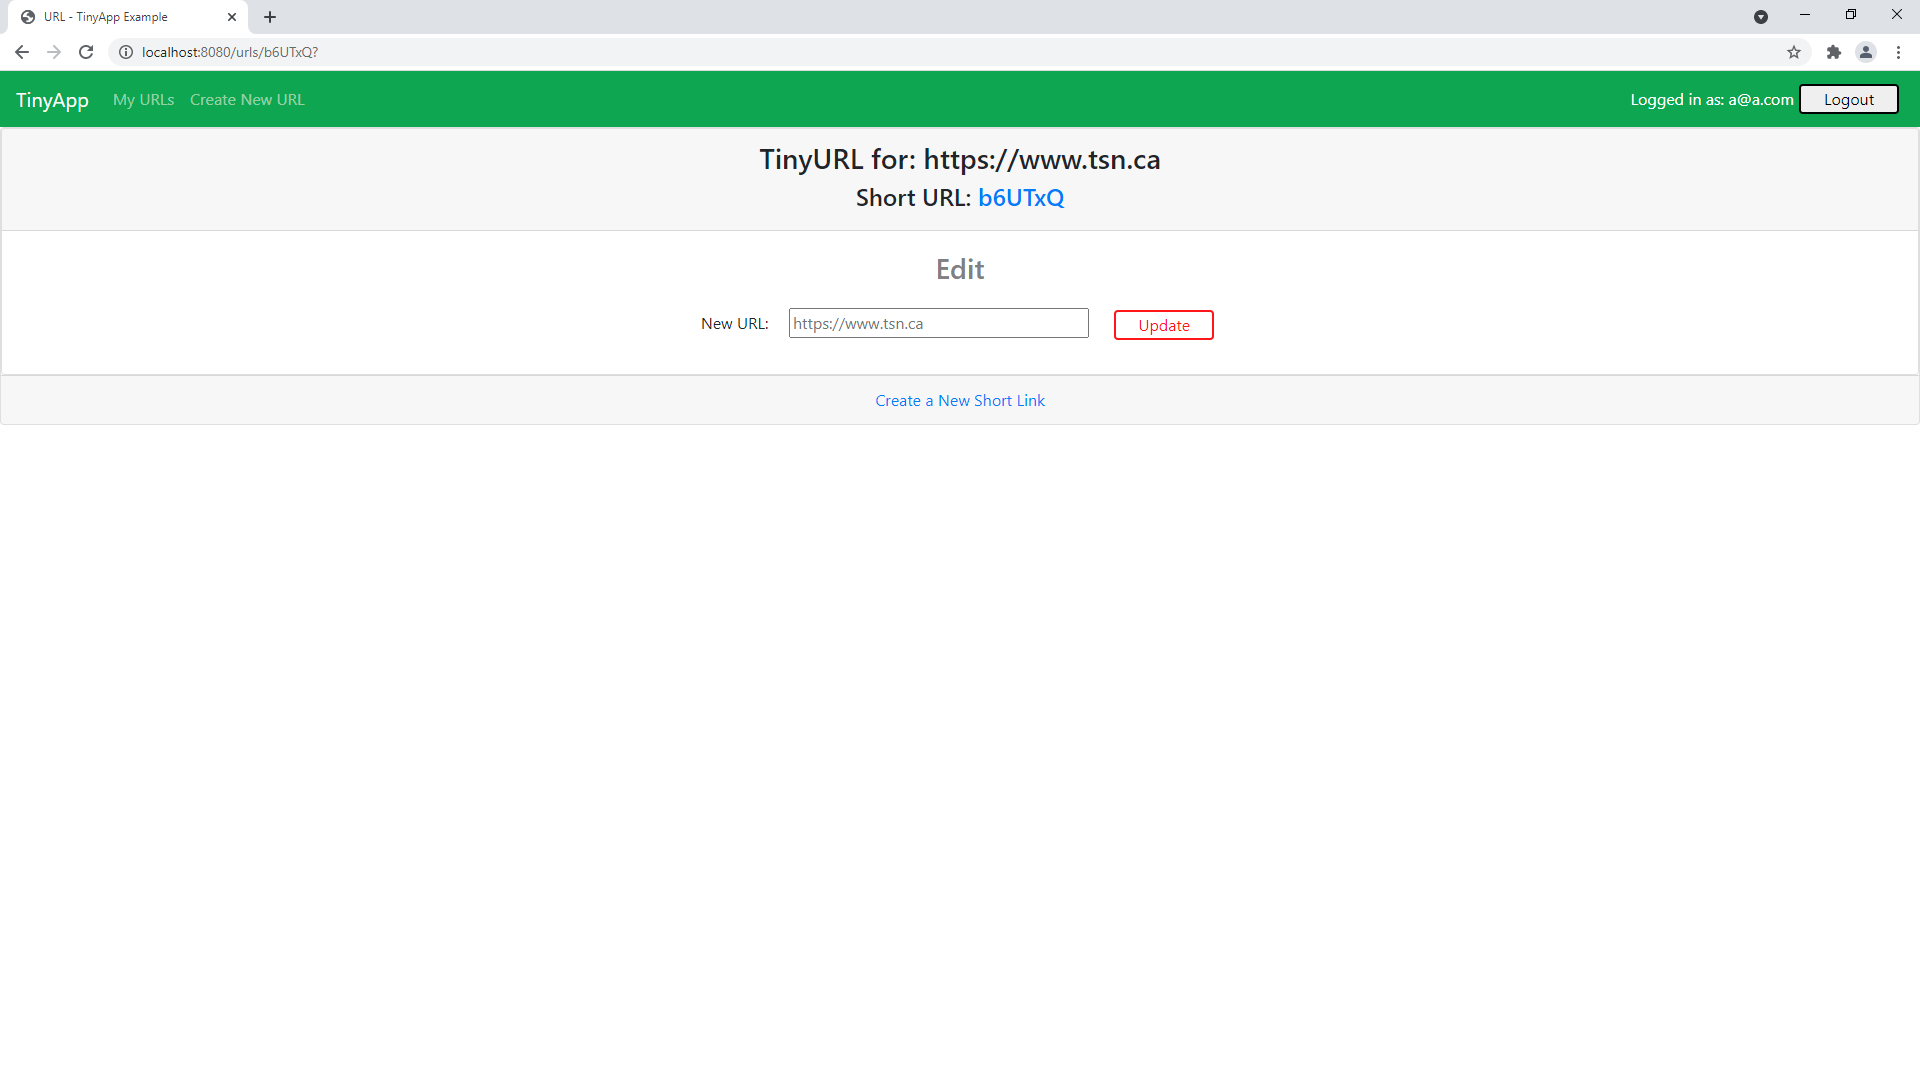 URL - TinyApp Example
localhost:8080/urls/b6UTxQ?
TinyApp My URLs Create New URL Logged in as: a@a.com Logout
TinyURL for: https://www.tsn.ca
Short URL: b6UTxQ
Edit
New URL: https://www.tsn.ca Update
Create a New Short Link